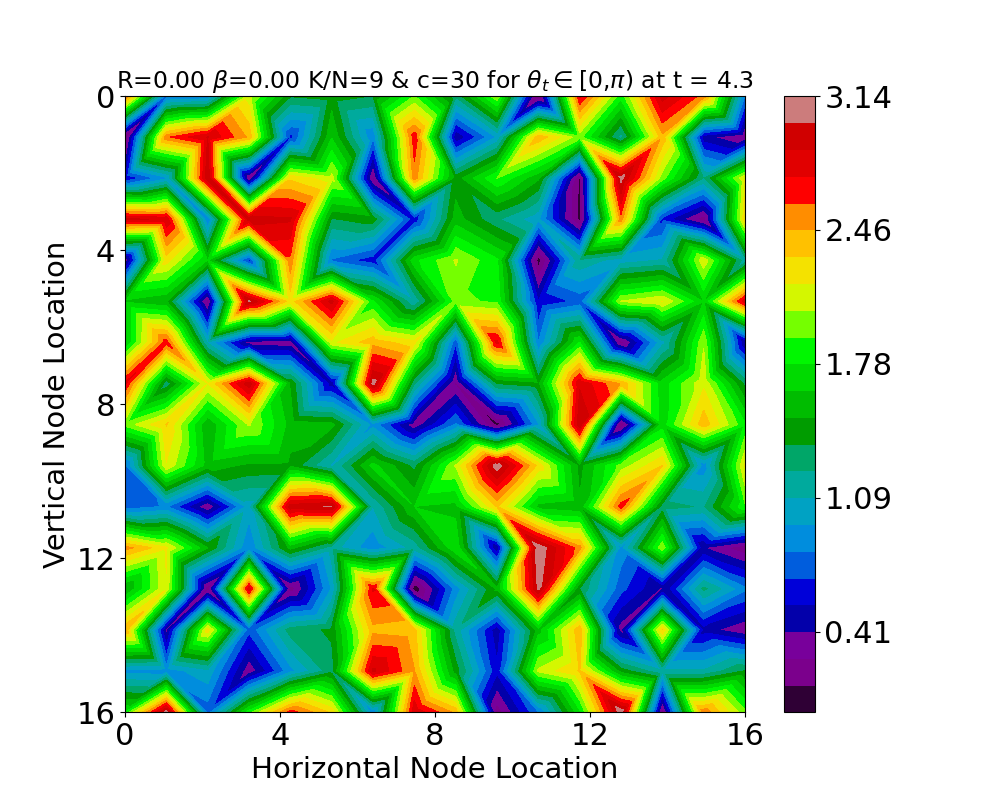 R=0.00 β=0.00 K/N=9 & c=30 for θₜ ∈ [0,π) at t = 4.3
0
4
8
12
16
Vertical Node Location
0 4 8 12 16
Horizontal Node Location
3.14
2.46
1.78
1.09
0.41